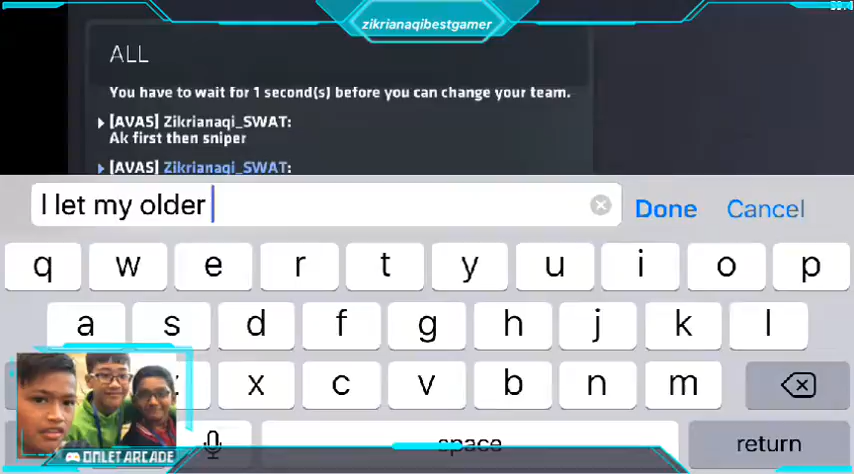 zikrianaqibestgamer
ALL
You have to wait for 1 second(s) before you can change your team.
[AVAS] Zikrianaqi_SWAT:
Ak first then sniper
[AVAS] Zikrianaqi_SWAT:
I let my older
Done
Cancel
q w e r t y u i o p
a s d f g h j k l
x c v b n m
space
return
OMLET ARCADE